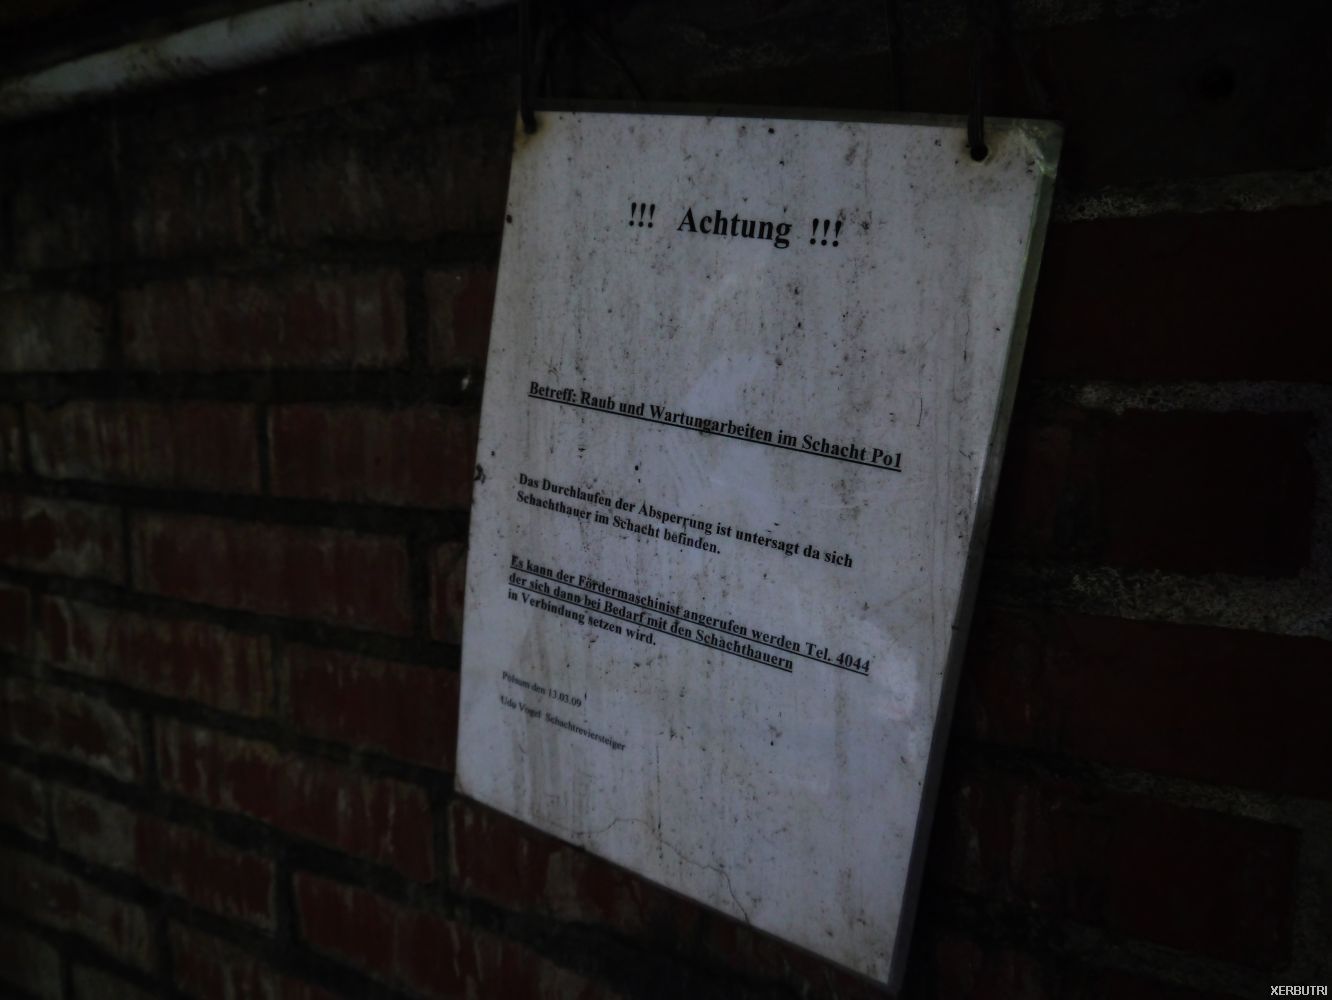 !!! Achtung !!!
Betreff: Raub und Wartungarbeiten im Schacht Po1
Das Durchlaufen der Absperrung ist untersagt da sich
Schachthauer im Schacht befinden.
Es kann der Fördermaschinist angerufen werden Tel. 4044
der sich dann bei Bedarf mit den Schachthauern
in Verbindung setzen wird.
Polsum den 13.03.09
Udo Vogel Schachtreviersteiger
XERBUTRI